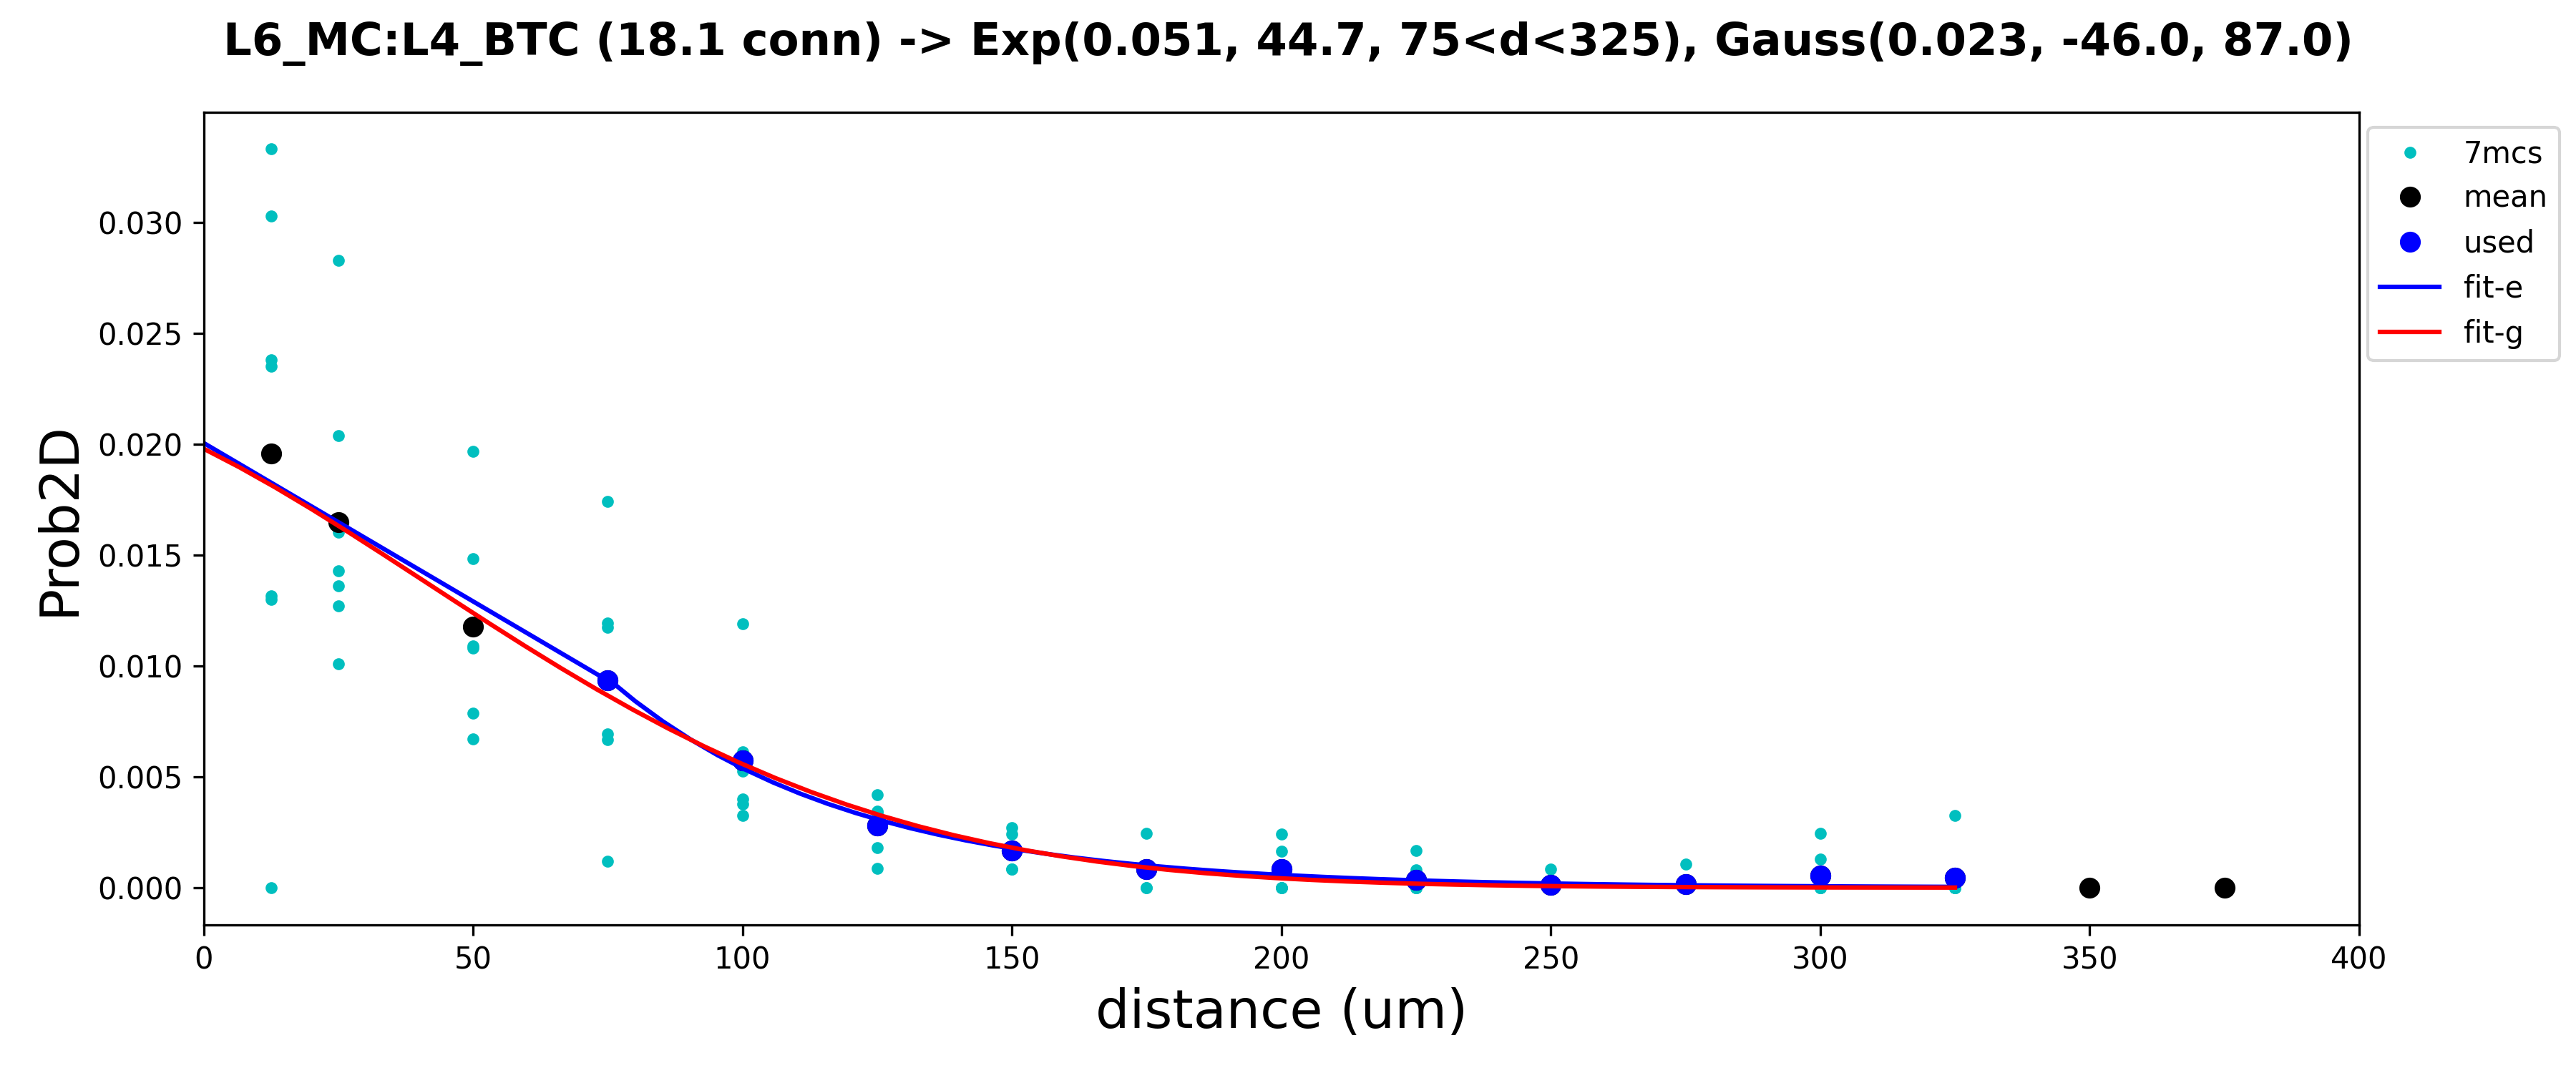 L6_MC:L4_BTC (18.1 conn) -> Exp(0.051, 44.7, 75<d<325), Gauss(0.023, -46.0, 87.0)
7mcs
mean
used
fit-e
fit-g
Prob2D
0.030
0.025
0.020
0.015
0.010
0.005
0.000
0 50 100 150 200 250 300 350 400
distance (um)